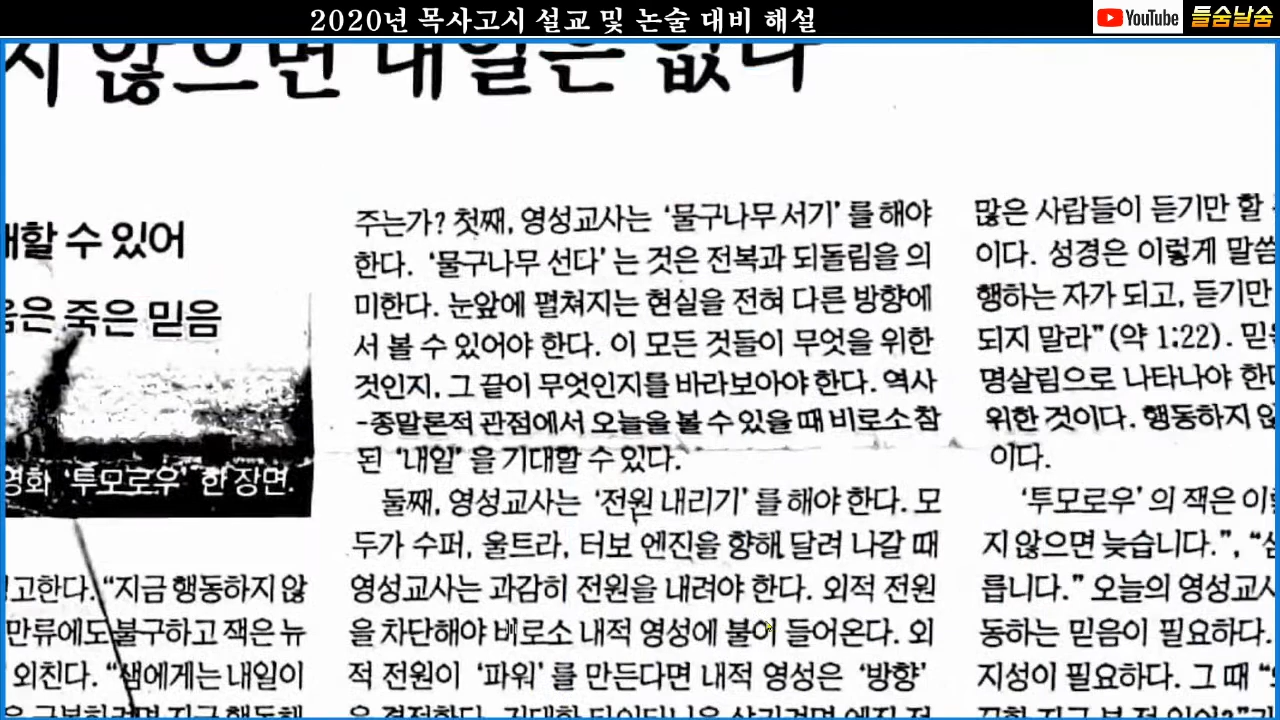 2020년 목사고시 설교 및 논술 대비 해설
YouTube 들숨날숨
지 않으면 내일은 없다
대할 수 있어
죽은 믿음
영화 ‘투모로우’ 한 장면.
고한다. “지금 행동하지 않
만류에도 불구하고 잭은 뉴
외친다. “샘에게는 내일이
주는가? 첫째, 영성교사는 ‘물구나무 서기’ 를 해야
한다. ‘물구나무 선다’ 는 것은 전복과 되돌림을 의
미한다. 눈앞에 펼쳐지는 현실을 전혀 다른 방향에
서 볼 수 있어야 한다. 이 모든 것들이 무엇을 위한
것인지, 그 끝이 무엇인지를 바라보아야 한다. 역사
-종말론적 관점에서 오늘을 볼 수 있을 때 비로소 참
된 ‘내일’ 을 기대할 수 있다.
둘째, 영성교사는 ‘전원 내리기’ 를 해야 한다. 모
두가 수퍼, 울트라, 터보 엔진을 향해 달려 나갈 때
영성교사는 과감히 전원을 내려야 한다. 외적 전원
을 차단해야 비로소 내적 영성에 불이 들어온다. 외
적 전원이 ‘파워’ 를 만든다면 내적 영성은 ‘방향’
많은 사람들이 듣기만 할
이다. 성경은 이렇게 말씀
행하는 자가 되고, 듣기만
되지 말라” (약 1:22). 믿
명살림으로 나타나야 한다
위한 것이다. 행동하지 않
이다.
‘투모로우’ 의 잭은 이
지 않으면 늦습니다.”, “
릅니다.” 오늘의 영성교사
동하는 믿음이 필요하다.
지성이 필요하다. 그 때